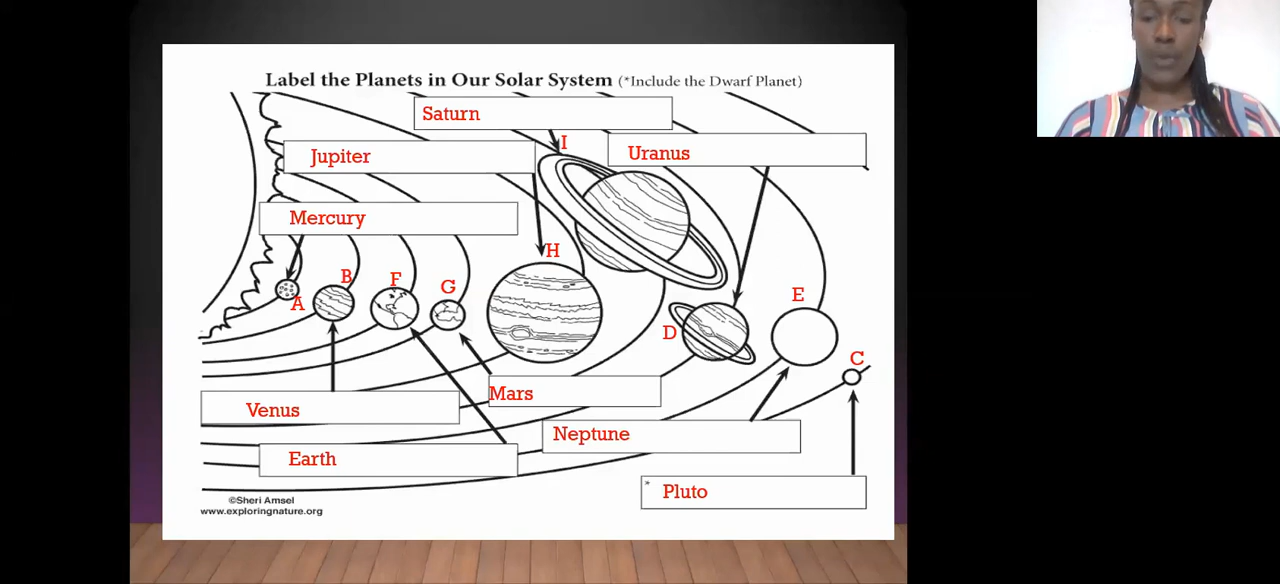 Label the Planets in Our Solar System (*Include the Dwarf Planet)
Saturn
I
Uranus
Jupiter
Mercury
H
B
F
G
A
E
D
C
Mars
Venus
Neptune
Earth
* Pluto
©Sheri Amsel
www.exploringnature.org